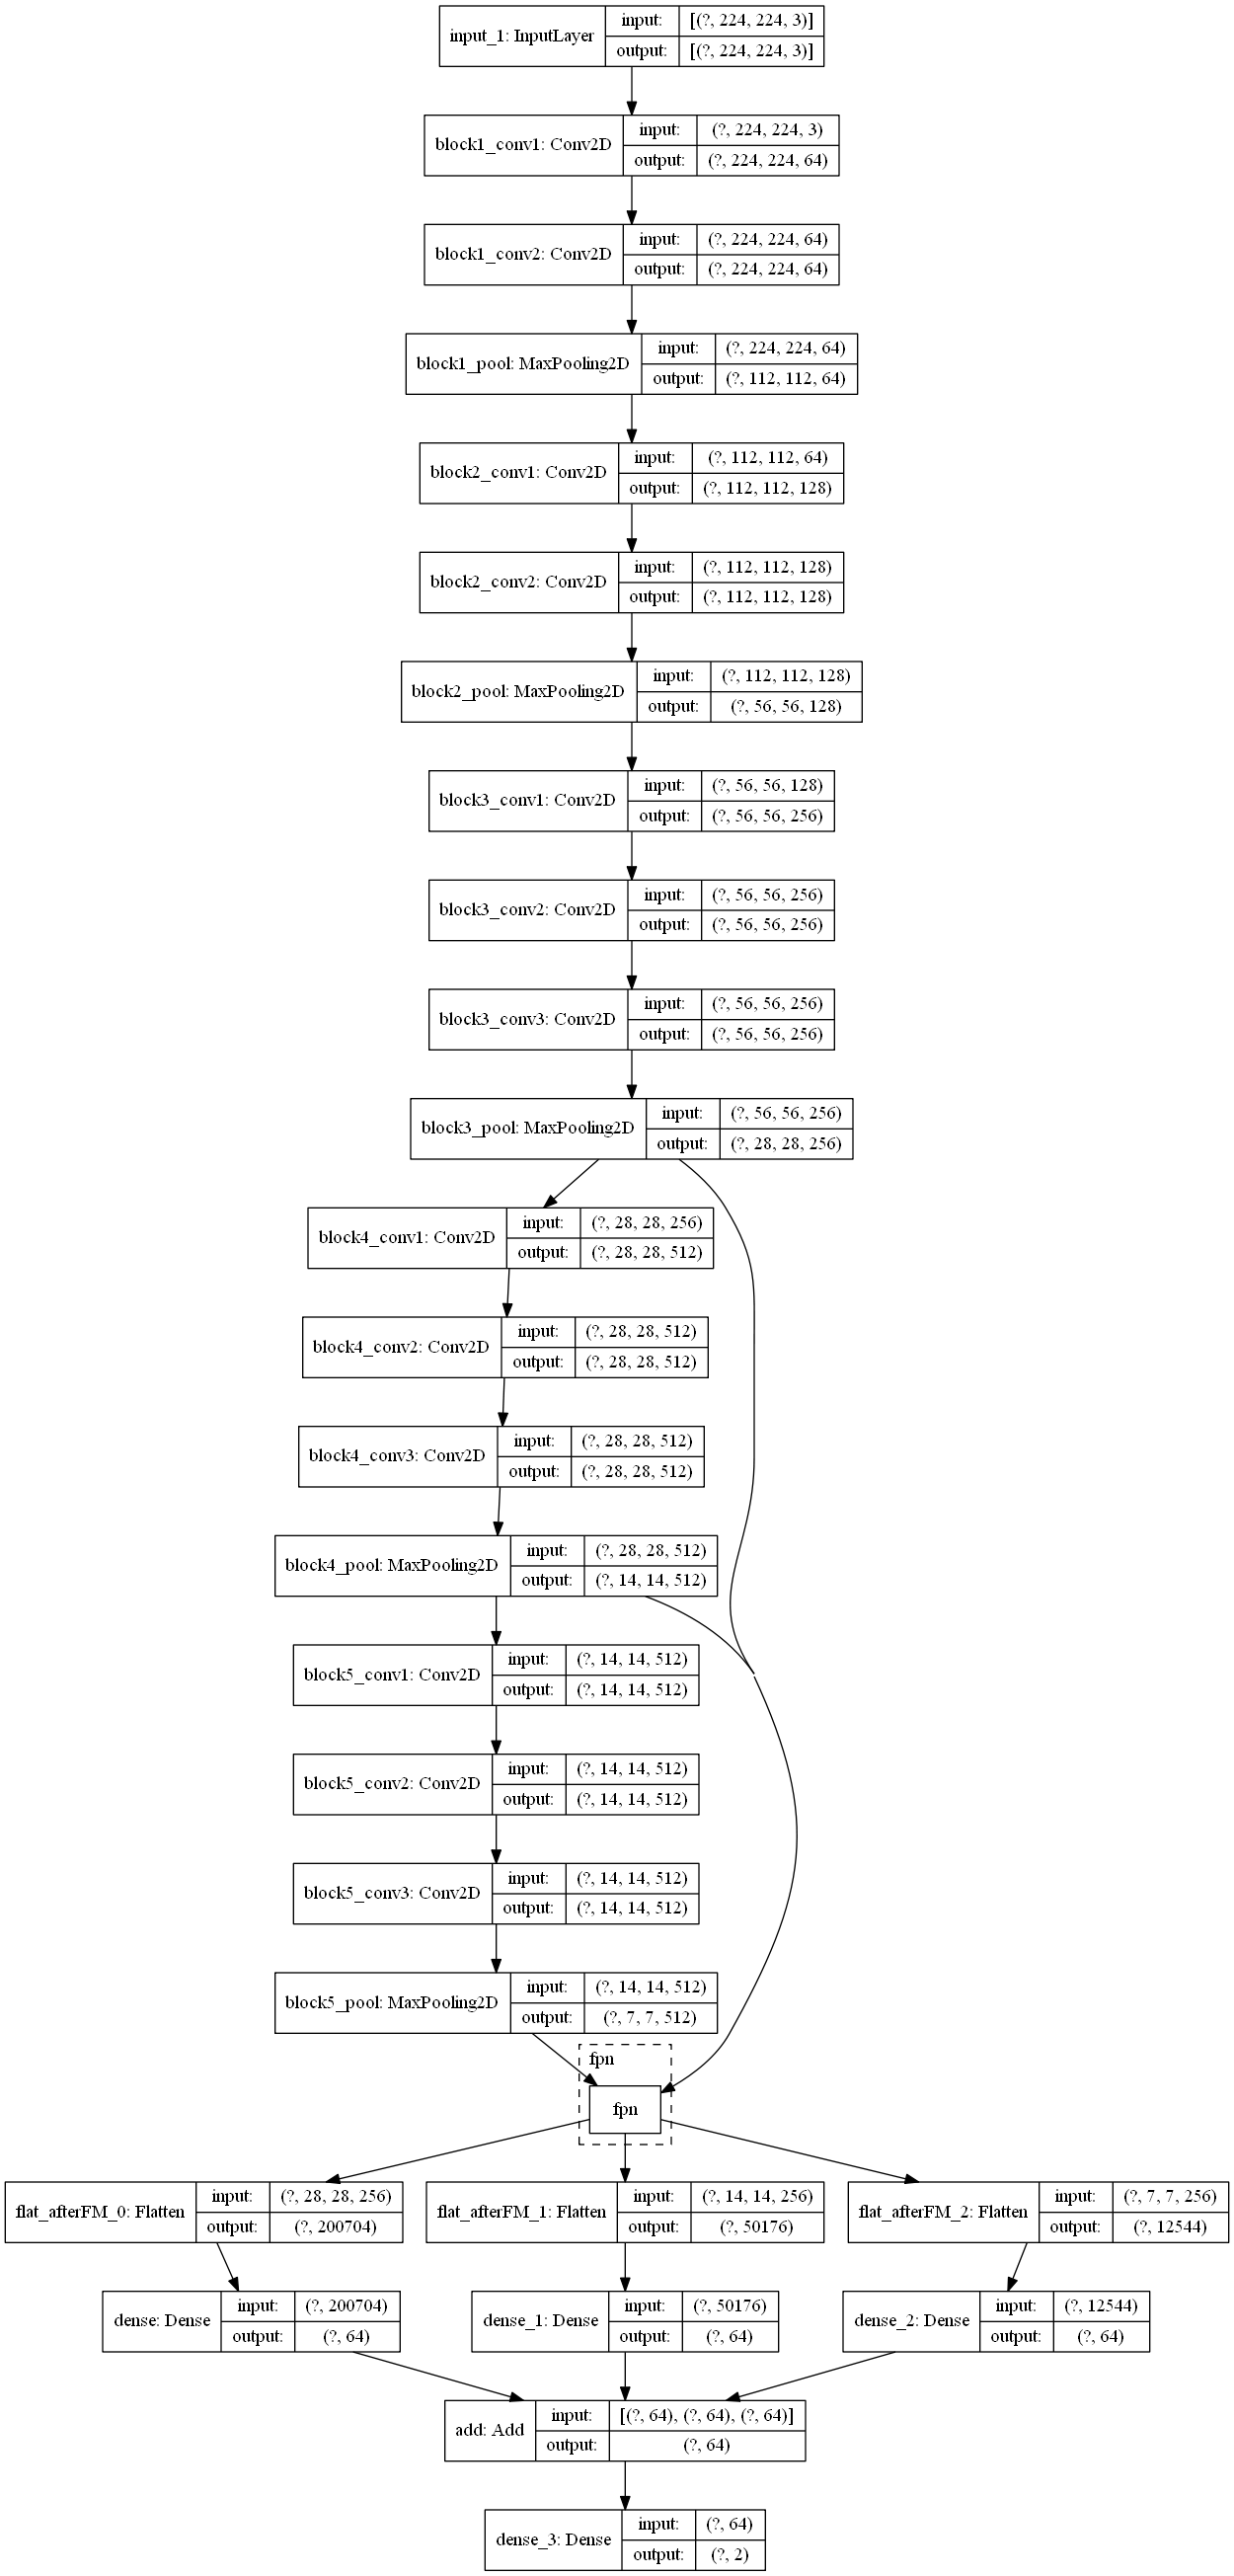 input_1: InputLayer
input: [(?, 224, 224, 3)]
output: [(?, 224, 224, 3)]
block1_conv1: Conv2D
input: (?, 224, 224, 3)
output: (?, 224, 224, 64)
block1_conv2: Conv2D
input: (?, 224, 224, 64)
output: (?, 224, 224, 64)
block1_pool: MaxPooling2D
input: (?, 224, 224, 64)
output: (?, 112, 112, 64)
block2_conv1: Conv2D
input: (?, 112, 112, 64)
output: (?, 112, 112, 128)
block2_conv2: Conv2D
input: (?, 112, 112, 128)
output: (?, 112, 112, 128)
block2_pool: MaxPooling2D
input: (?, 112, 112, 128)
output: (?, 56, 56, 128)
block3_conv1: Conv2D
input: (?, 56, 56, 128)
output: (?, 56, 56, 256)
block3_conv2: Conv2D
input: (?, 56, 56, 256)
output: (?, 56, 56, 256)
block3_conv3: Conv2D
input: (?, 56, 56, 256)
output: (?, 56, 56, 256)
block3_pool: MaxPooling2D
input: (?, 56, 56, 256)
output: (?, 28, 28, 256)
block4_conv1: Conv2D
input: (?, 28, 28, 256)
output: (?, 28, 28, 512)
block4_conv2: Conv2D
input: (?, 28, 28, 512)
output: (?, 28, 28, 512)
block4_conv3: Conv2D
input: (?, 28, 28, 512)
output: (?, 28, 28, 512)
block4_pool: MaxPooling2D
input: (?, 28, 28, 512)
output: (?, 14, 14, 512)
block5_conv1: Conv2D
input: (?, 14, 14, 512)
output: (?, 14, 14, 512)
block5_conv2: Conv2D
input: (?, 14, 14, 512)
output: (?, 14, 14, 512)
block5_conv3: Conv2D
input: (?, 14, 14, 512)
output: (?, 14, 14, 512)
block5_pool: MaxPooling2D
input: (?, 14, 14, 512)
output: (?, 7, 7, 512)
fpn
fpn
flat_afterFM_0: Flatten
input: (?, 28, 28, 256)
output: (?, 200704)
flat_afterFM_1: Flatten
input: (?, 14, 14, 256)
output: (?, 50176)
flat_afterFM_2: Flatten
input: (?, 7, 7, 256)
output: (?, 12544)
dense: Dense
input: (?, 200704)
output: (?, 64)
dense_1: Dense
input: (?, 50176)
output: (?, 64)
dense_2: Dense
input: (?, 12544)
output: (?, 64)
add: Add
input: [(?, 64), (?, 64), (?, 64)]
output: (?, 64)
dense_3: Dense
input: (?, 64)
output: (?, 2)